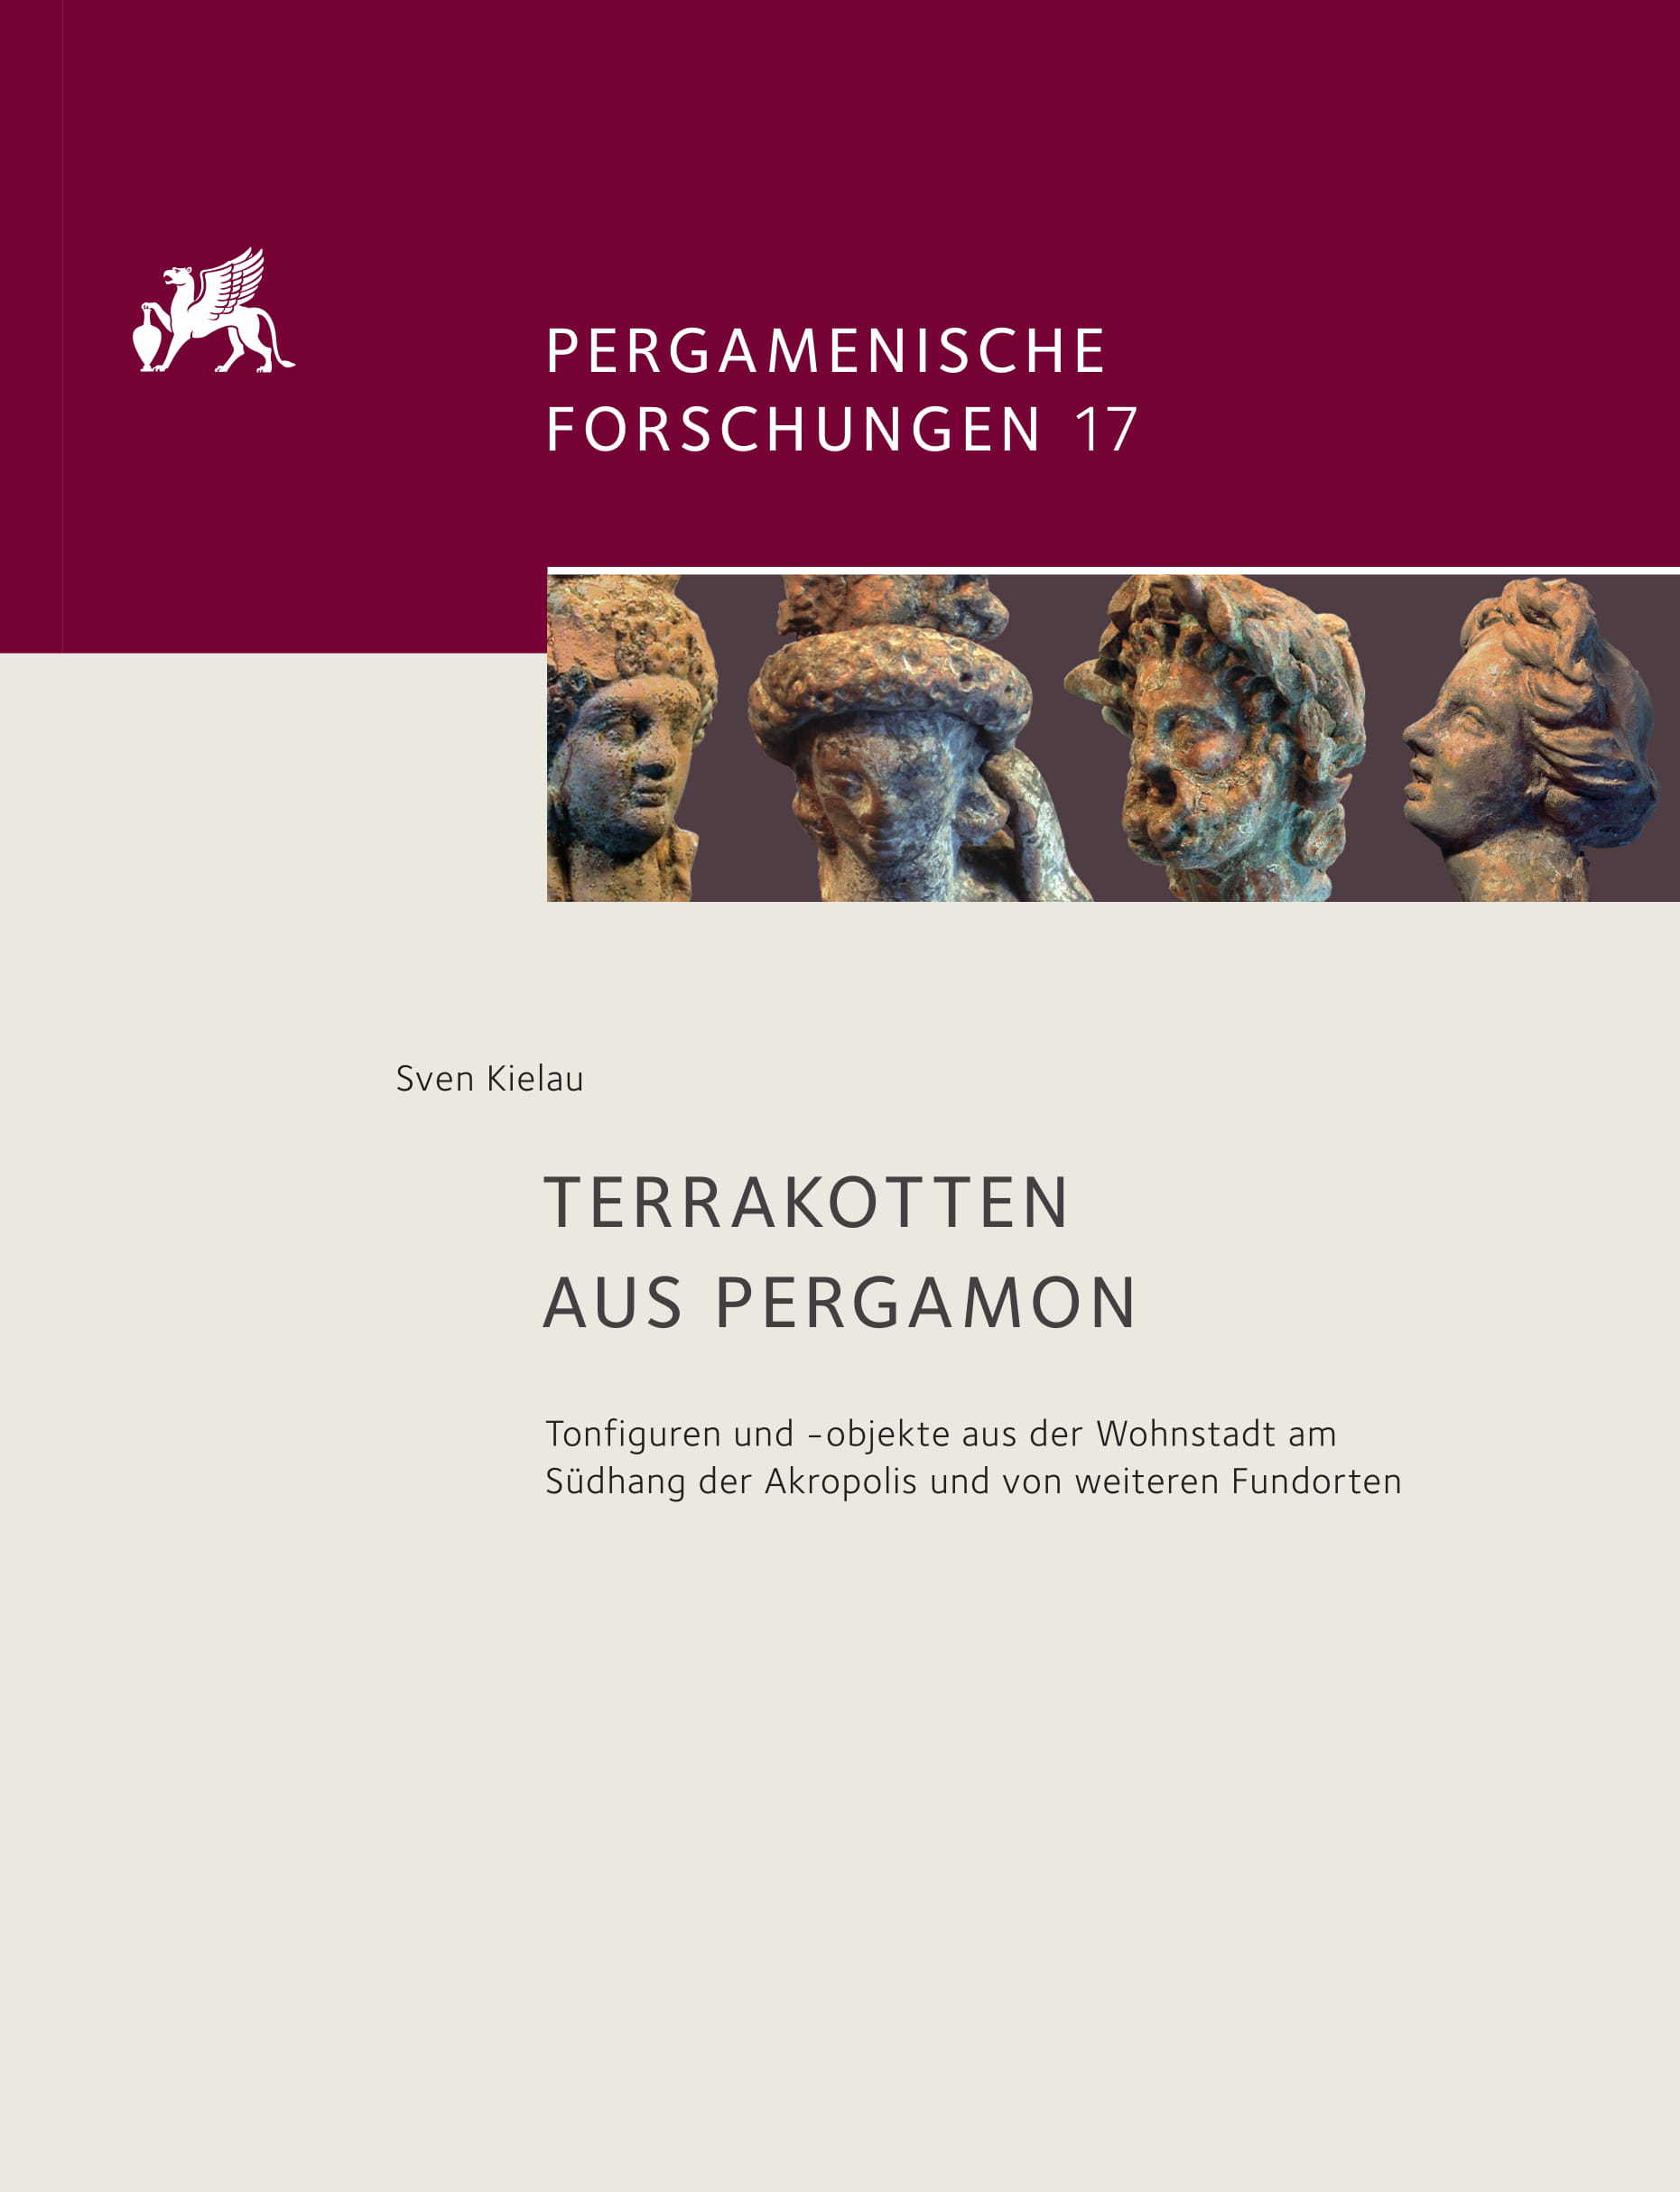 PERGAMENISCHE
FORSCHUNGEN 17
Sven Kielau
TERRAKOTTEN
AUS PERGAMON
Tonfiguren und -objekte aus der Wohnstadt am
Südhang der Akropolis und von weiteren Fundorten